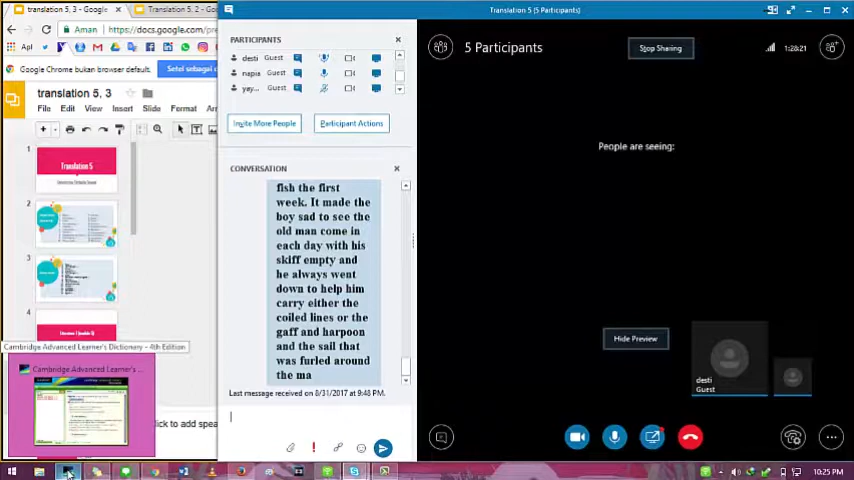 translation 5, 3
Translation 5, 2
Translation 5 (5 Participants)
Aman
https://docs.google.com/pres
Apl
Google Chrome bukan browser default.
Setel sebagai
translation 5, 3
File Edit View Insert Slide Format
1
Translation 5
2
3
4
Cambridge Advanced Learner's Dictionary - 4th Edition
Cambridge Advanced Learner's ...
lick to add spea
PARTICIPANTS
desti Guest
napia Guest
yay... Guest
Invite More People
Participant Actions
CONVERSATION
fish the first
week. It made the
boy sad to see the
old man come in
each day with his
skiff empty and
he always went
down to help him
carry either the
coiled lines or the
gaff and harpoon
and the sail that
was furled around
the ma
Last message received on 8/31/2017 at 9:48 PM.
5 Participants
Stop Sharing
1:28:21
People are seeing:
Hide Preview
desti
Guest
10:25 PM